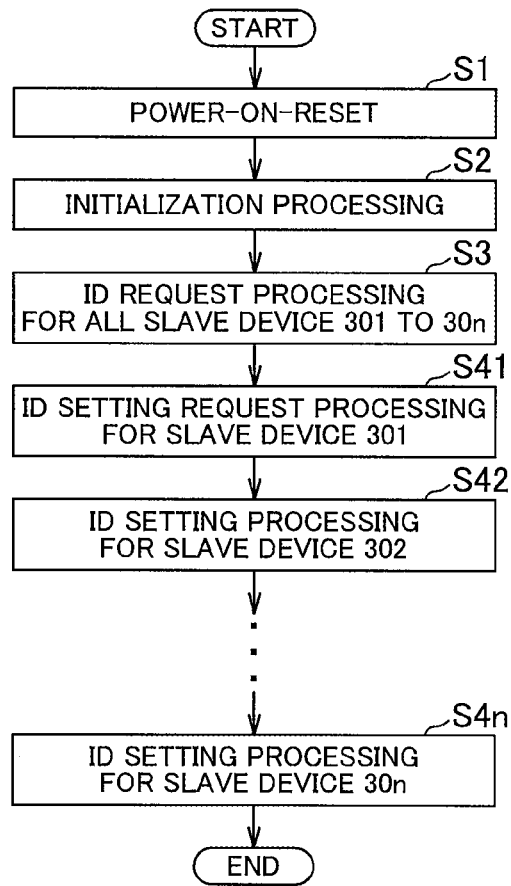 START
S1
POWER-ON-RESET
S2
INITIALIZATION PROCESSING
S3
ID REQUEST PROCESSING
FOR ALL SLAVE DEVICE 301 TO 30n
S41
ID SETTING REQUEST PROCESSING
FOR SLAVE DEVICE 301
S42
ID SETTING PROCESSING
FOR SLAVE DEVICE 302
S4n
ID SETTING PROCESSING
FOR SLAVE DEVICE 30n
END